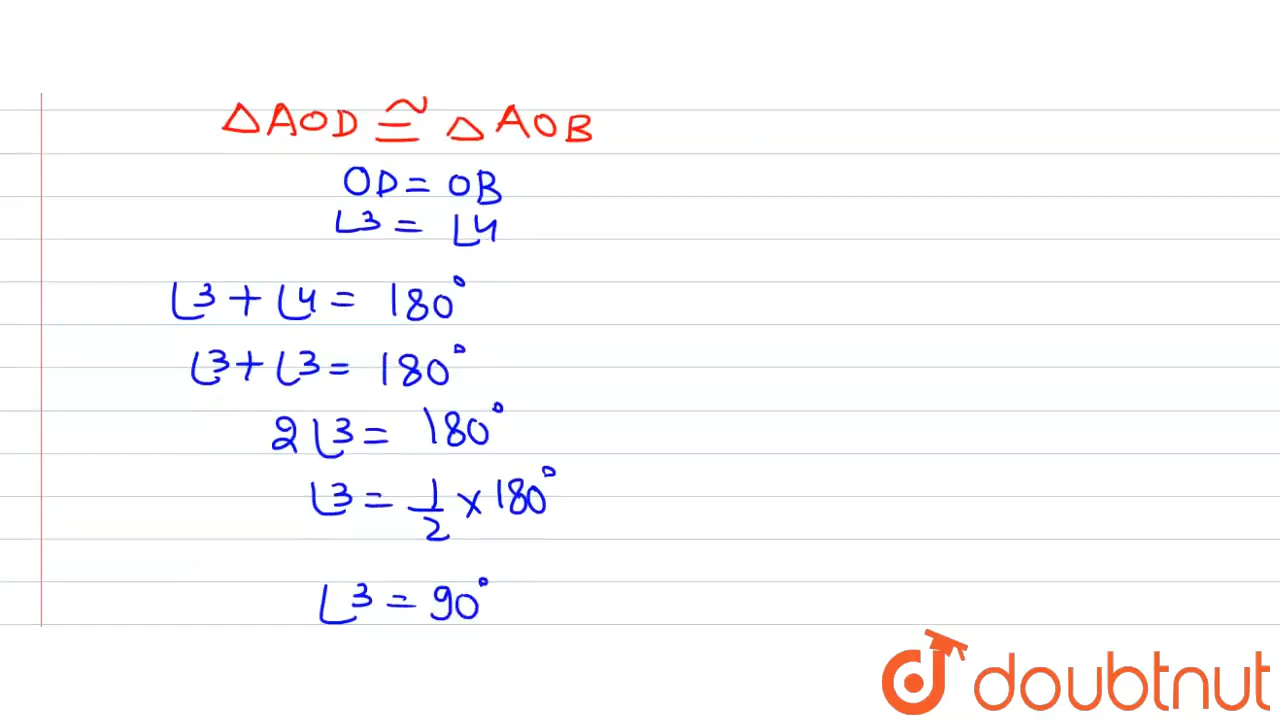 △AOD ≅ △AOB
OD = OB
∠3 = ∠4
∠3 + ∠4 = 180°
∠3 + ∠3 = 180°
2∠3 = 180°
∠3 = 1/2 × 180°
∠3 = 90°
doubtnut